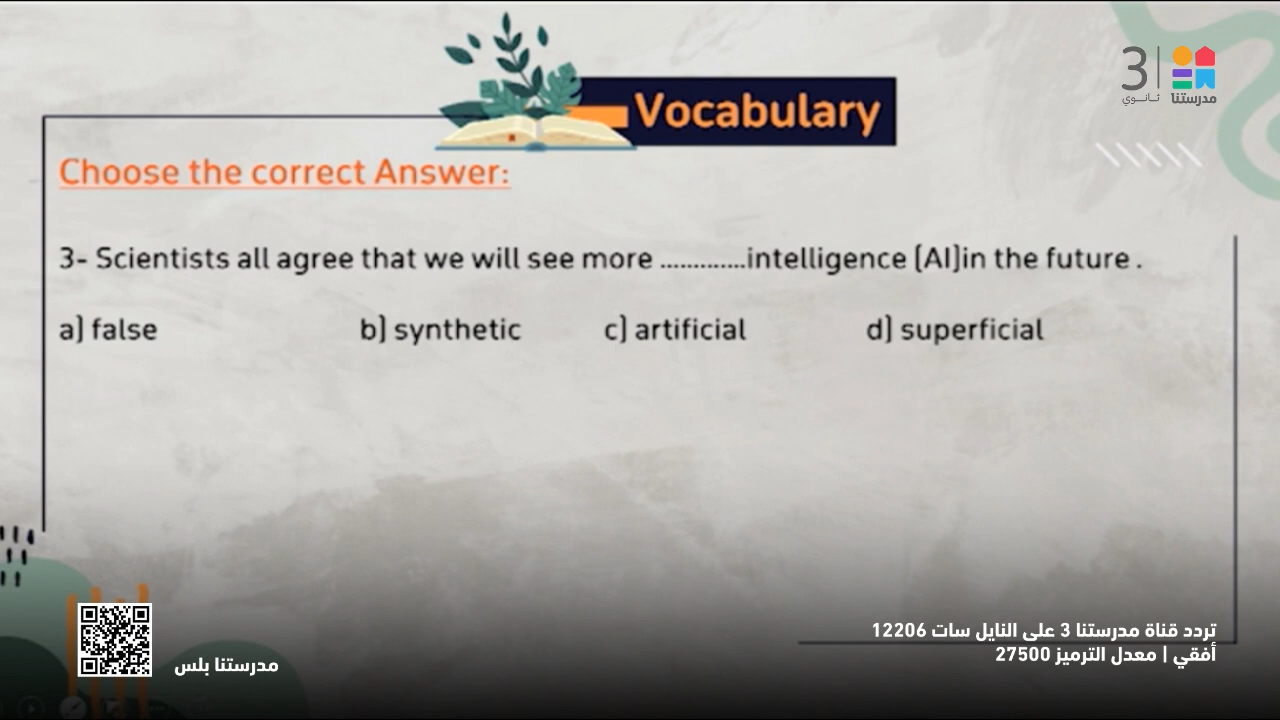 3
ثانوي
مدرستنا
Vocabulary
Choose the correct Answer:
3- Scientists all agree that we will see more .............intelligence (AI)in the future .
a) false b) synthetic c) artificial d) superficial
تردد قناة مدرستنا 3 على النايل سات 12206
أفقي | معدل الترميز 27500
مدرستنا بلس